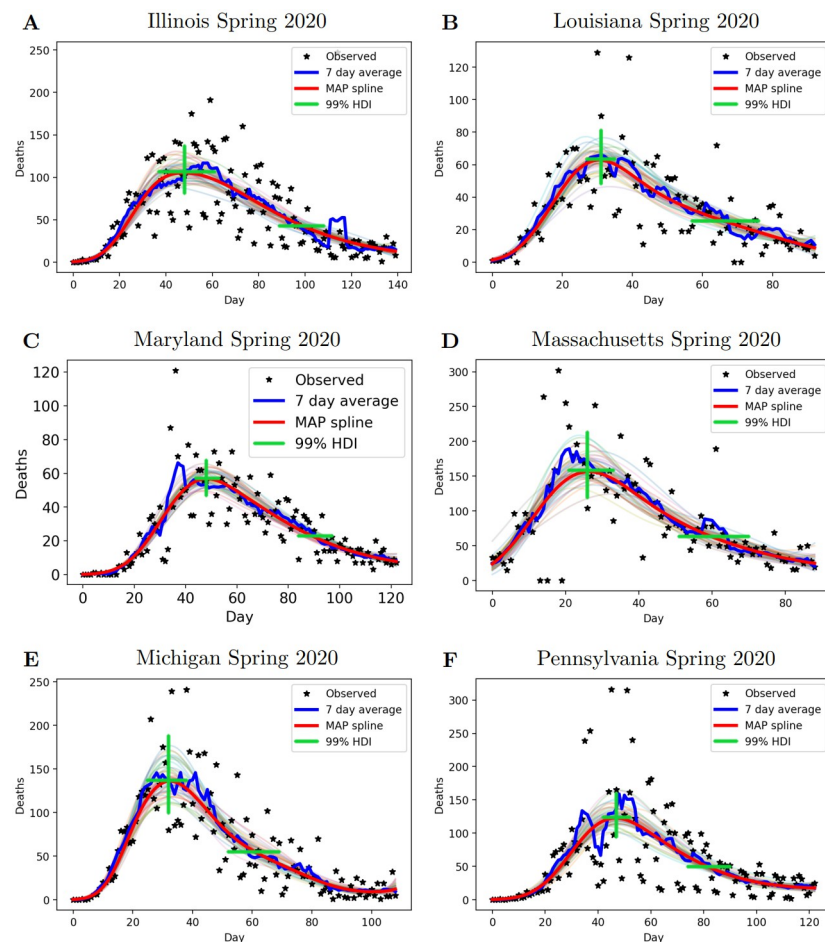 A Illinois Spring 2020
B Louisiana Spring 2020
250
200
150
100
50
0
Deaths
Observed
7 day average
MAP spline
99% HDI
0 20 40 60 80 100 120 140
Day
120
100
80
60
40
20
0
Deaths
Observed
7 day average
MAP spline
99% HDI
0 20 40 60 80
Day
C Maryland Spring 2020
D Massachusetts Spring 2020
120
100
80
60
40
20
0
Deaths
Observed
7 day average
MAP spline
99% HDI
0 20 40 60 80 100 120
Day
300
250
200
150
100
50
0
Deaths
Observed
7 day average
MAP spline
99% HDI
0 20 40 60 80
Day
E Michigan Spring 2020
F Pennsylvania Spring 2020
250
200
150
100
50
0
Deaths
Observed
7 day average
MAP spline
99% HDI
0 20 40 60 80 100
Day
300
250
200
150
100
50
0
Deaths
Observed
7 day average
MAP spline
99% HDI
0 20 40 60 80 100 120
Day